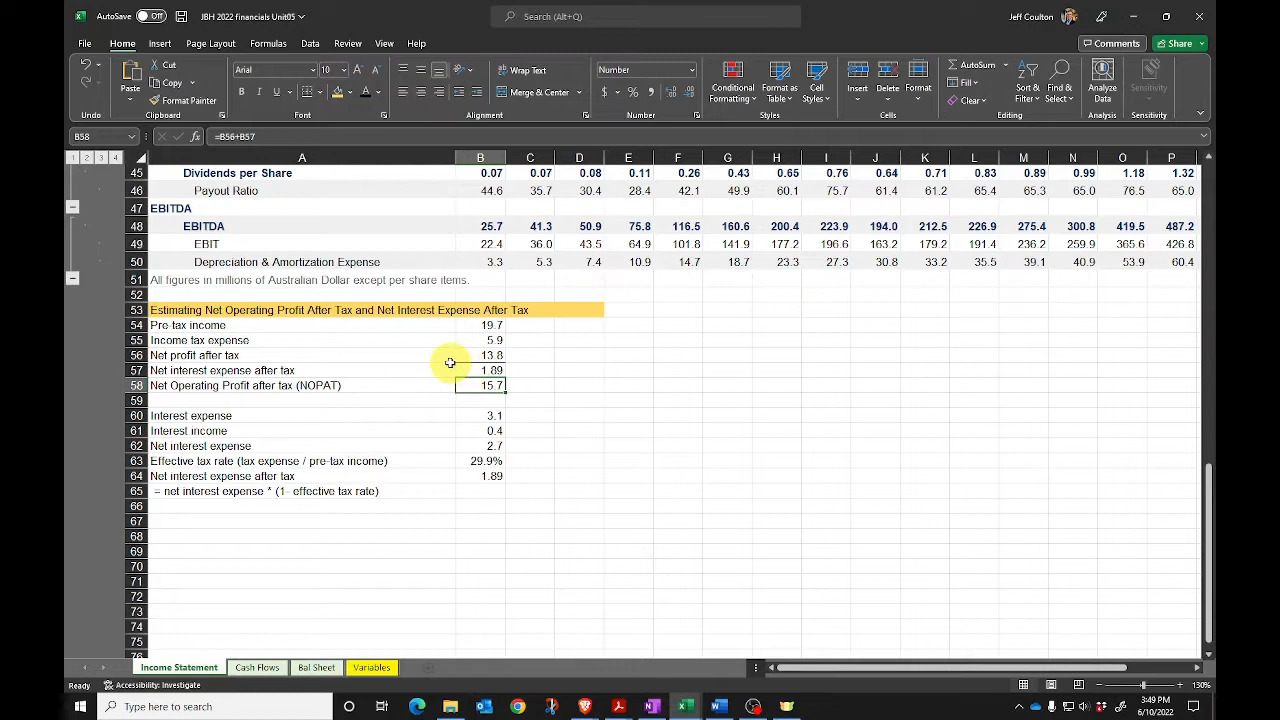 AutoSave Off JBH 2022 financials Unit05 Search (Alt+Q) Jeff Coulton
File Home Insert Page Layout Formulas Data Review View Help Comments Share
Cut
Copy
Format Painter
Paste
Arial 10
B I U
Wrap Text
Merge & Center
Number
Conditional Formatting
Format as Table
Cell Styles
Insert Delete Format
AutoSum
Fill
Clear
Sort & Filter
Find & Select
Analyze Data
Sensitivity
Undo Clipboard Font Alignment Number Styles Cells Editing Analysis Sensitivity
B58 fx =B56+B57
1 2 3 4 A B C D E F G H I J K L M N O P
45 Dividends per Share 0.07 0.07 0.08 0.11 0.26 0.43 0.65 0.76 0.64 0.71 0.83 0.89 0.99 1.18 1.32
46 Payout Ratio 44.6 35.7 30.4 28.4 42.1 49.9 60.1 75.7 61.4 61.2 65.4 65.3 65.0 76.5 65.0
47 EBITDA
48 EBITDA 25.7 41.3 50.9 75.8 116.5 160.6 200.4 223.9 194.0 212.5 226.9 275.4 300.8 419.5 487.2
49 EBIT 22.4 36.0 43.5 64.9 101.8 141.9 177.2 196.6 163.2 179.2 191.4 236.2 259.9 365.6 426.8
50 Depreciation & Amortization Expense 3.3 5.3 7.4 10.9 14.7 18.7 23.3 27.3 30.8 33.2 35.5 39.1 40.9 53.9 60.4
51 All figures in millions of Australian Dollar except per share items.
52
53 Estimating Net Operating Profit After Tax and Net Interest Expense After Tax
54 Pre-tax income 19.7
55 Income tax expense 5.9
56 Net profit after tax 13.8
57 Net interest expense after tax 1.89
58 Net Operating Profit after tax (NOPAT) 15.7
59
60 Interest expense 3.1
61 Interest income 0.4
62 Net interest expense 2.7
63 Effective tax rate (tax expense / pre-tax income) 29.9%
64 Net interest expense after tax 1.89
65 = net interest expense * (1- effective tax rate)
66
67
68
69
70
71
72
73
74
75
76
Income Statement Cash Flows Bal Sheet Variables
Ready Accessibility: Investigate 130%
Type here to search 3:49 PM
6/10/2022